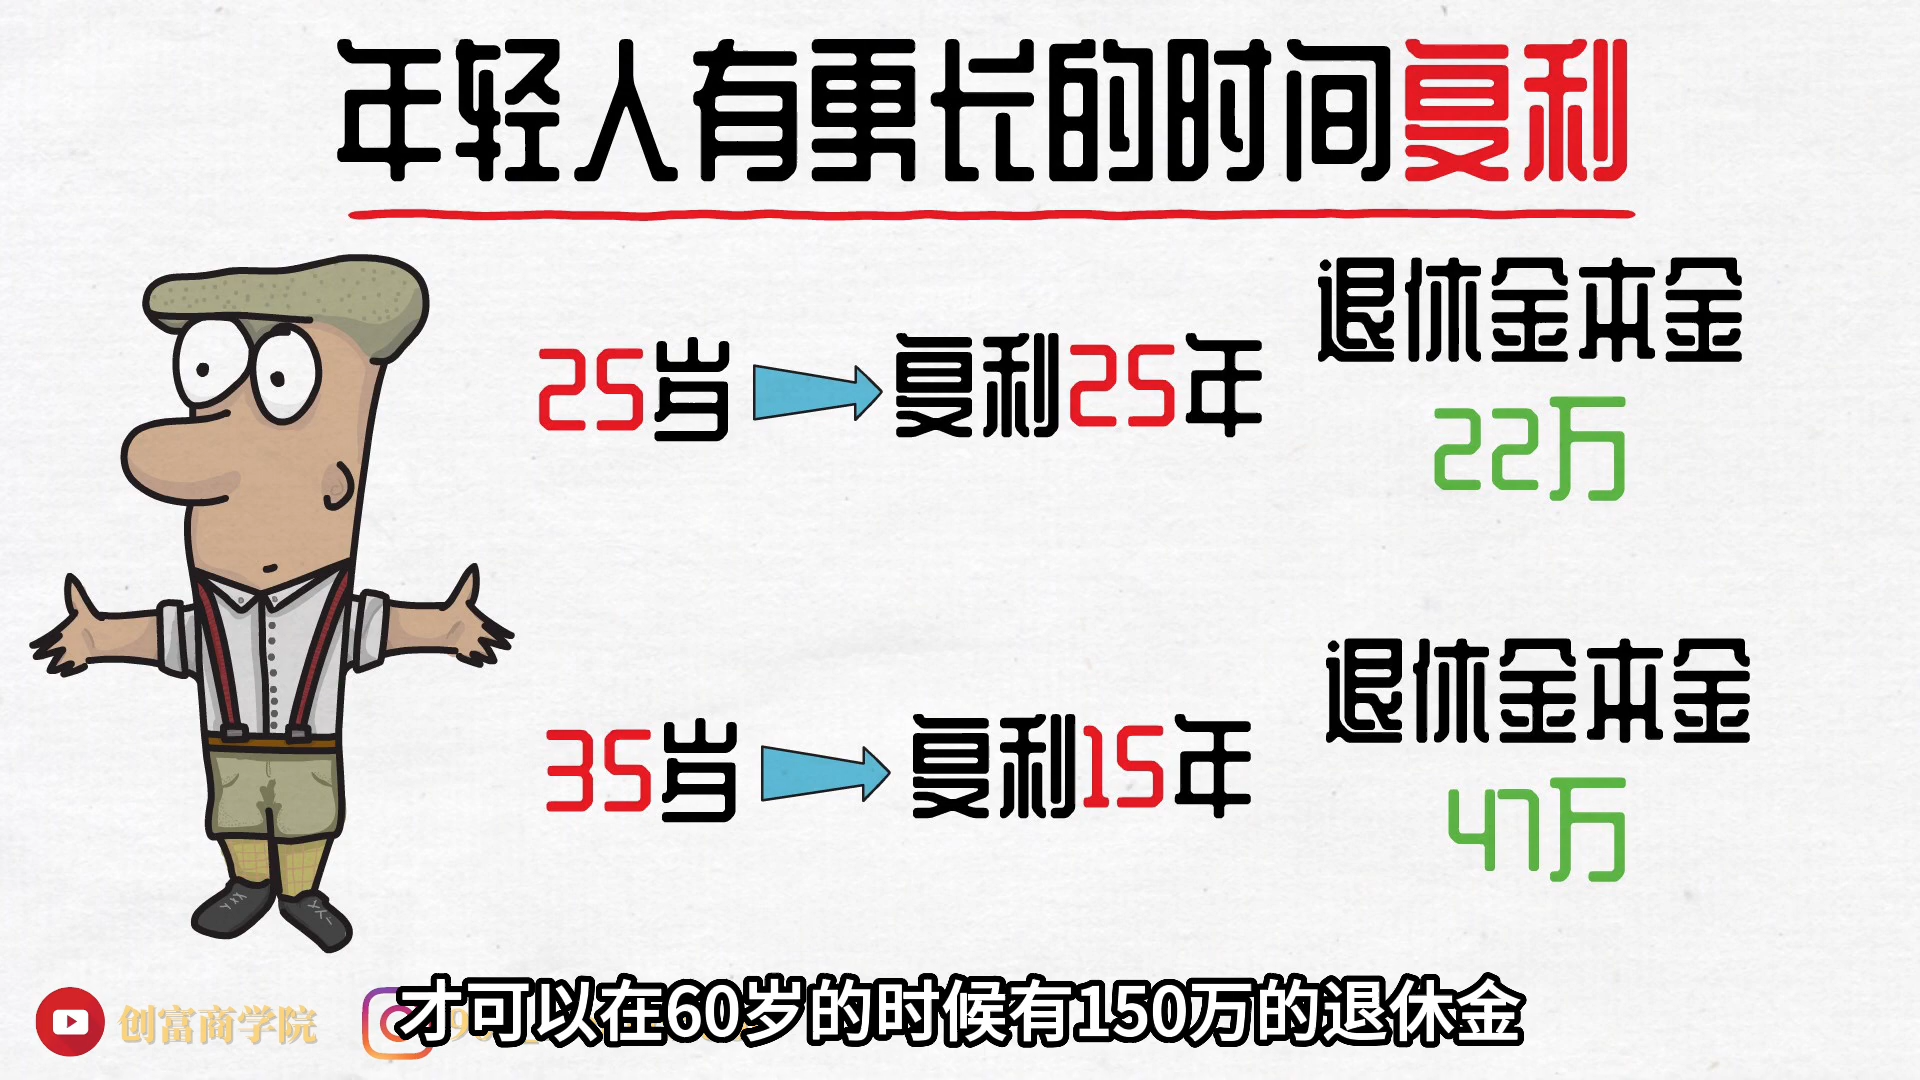 年轻人有更长的时间复利
25岁 复利25年
退休金本金
22万
35岁 复利15年
退休金本金
47万
创富商学院
才可以在60岁的时候有150万的退休金